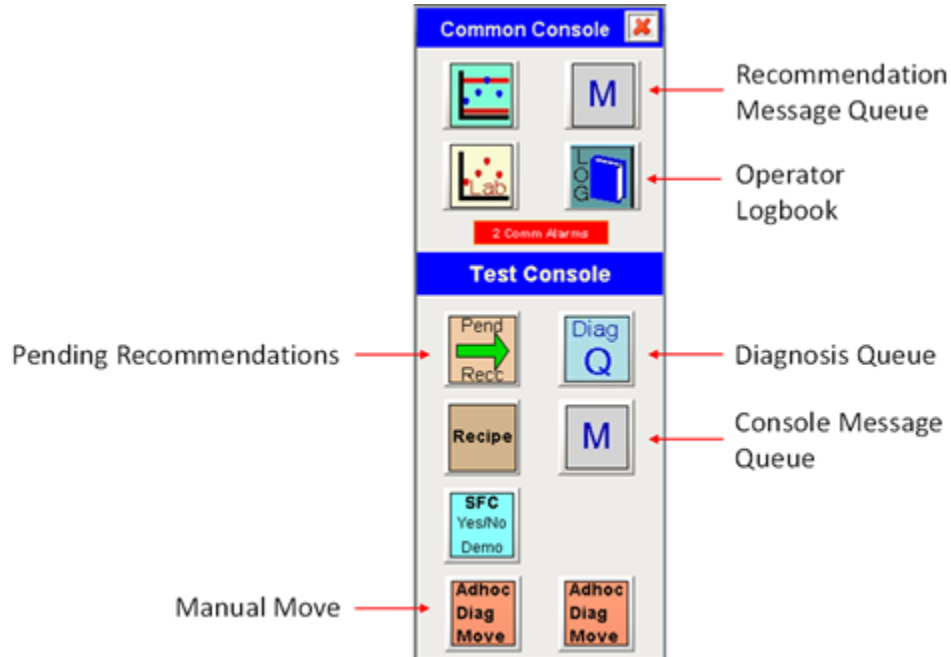 Common Console
M
Recommendation
Message Queue
Lab
LOG
Operator
Logbook
2 Comm Alarms
Test Console
Pending Recommendations
Pend
Recc
Diag
Q
Diagnosis Queue
Recipe
M
Console Message
Queue
SFC
Yes/No
Demo
Manual Move
Adhoc
Diag
Move
Adhoc
Diag
Move